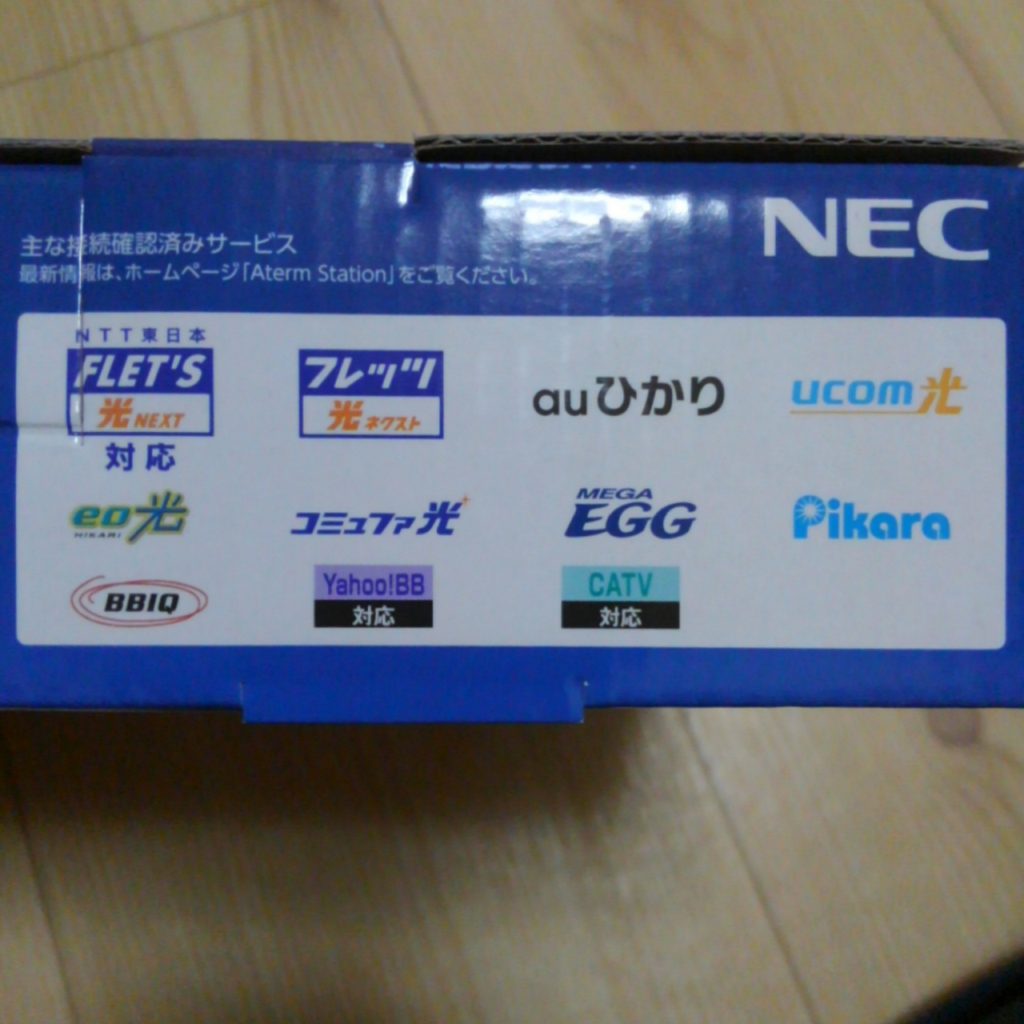 NEC
主な接続確認済みサービス
最新情報は、ホームページ「Aterm Station」をご覧ください。
NTT東日本
FLET'S
光 NEXT
対応
フレッツ
光 ネクスト
auひかり
ucom光
eo光
HIKARI
コミュファ光
MEGA
EGG
Pikara
BBIQ
Yahoo!BB
対応
CATV
対応